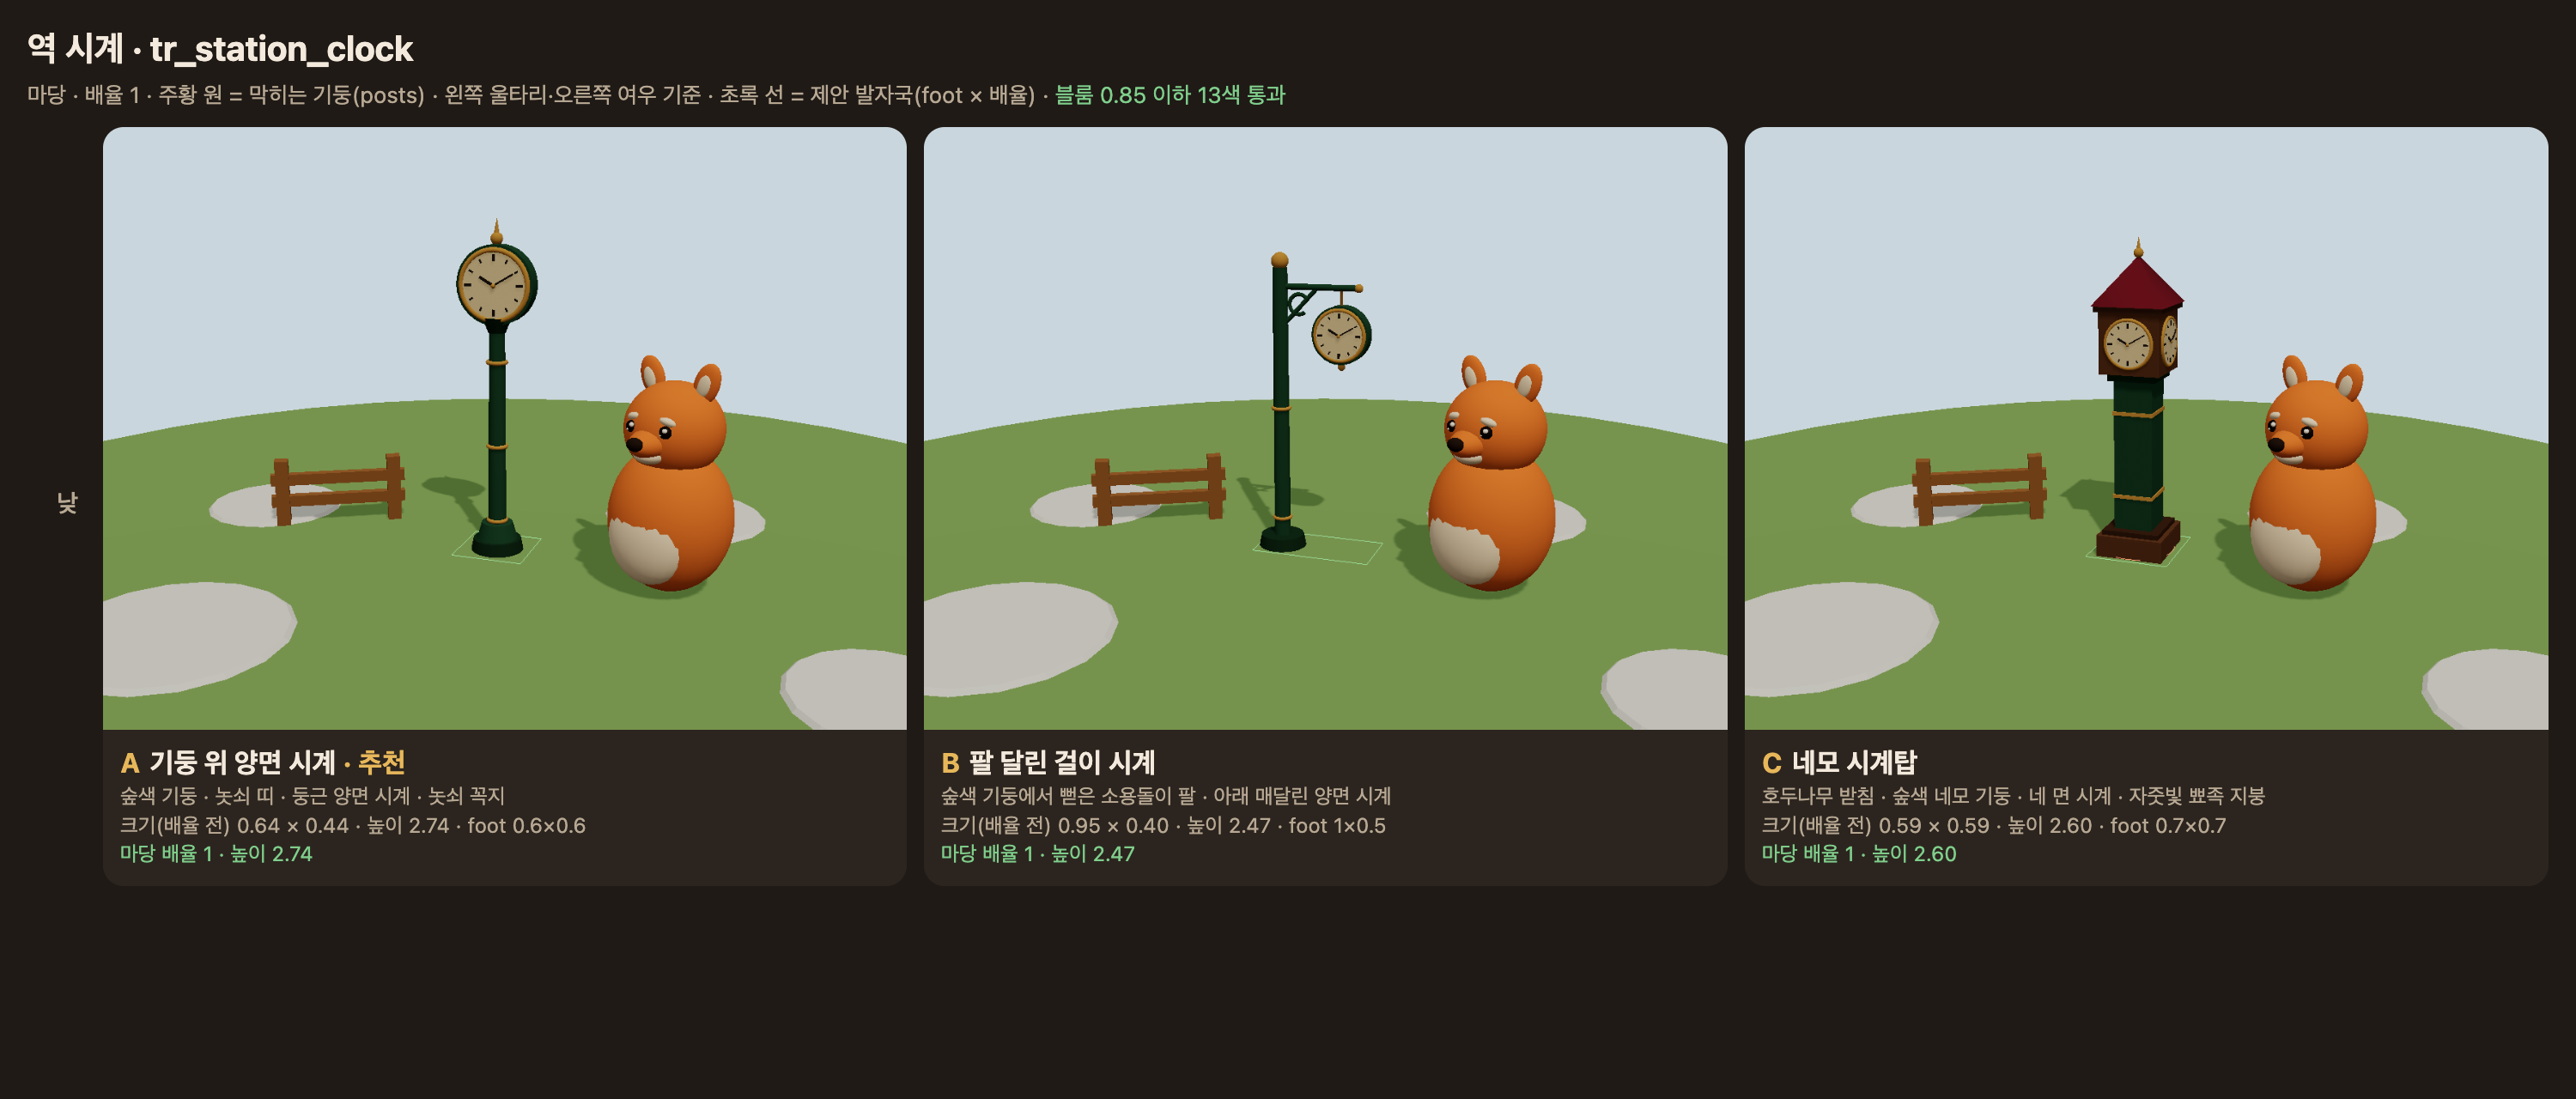 역 시계 · tr_station_clock
마당 · 배율 1 · 주황 원 = 막히는 기둥(posts) · 왼쪽 울타리·오른쪽 여우 기준 · 초록 선 = 제안 발자국(foot × 배율) · 블룸 0.85 이하 13색 통과
낮
A 기둥 위 양면 시계 · 추천
숲색 기둥 · 놋쇠 띠 · 둥근 양면 시계 · 놋쇠 꼭지
크기(배율 전) 0.64 × 0.44 · 높이 2.74 · foot 0.6×0.6
마당 배율 1 · 높이 2.74
B 팔 달린 걸이 시계
숲색 기둥에서 뻗은 소용돌이 팔 · 아래 매달린 양면 시계
크기(배율 전) 0.95 × 0.40 · 높이 2.47 · foot 1×0.5
마당 배율 1 · 높이 2.47
C 네모 시계탑
호두나무 받침 · 숲색 네모 기둥 · 네 면 시계 · 자줏빛 뾰족 지붕
크기(배율 전) 0.59 × 0.59 · 높이 2.60 · foot 0.7×0.7
마당 배율 1 · 높이 2.60